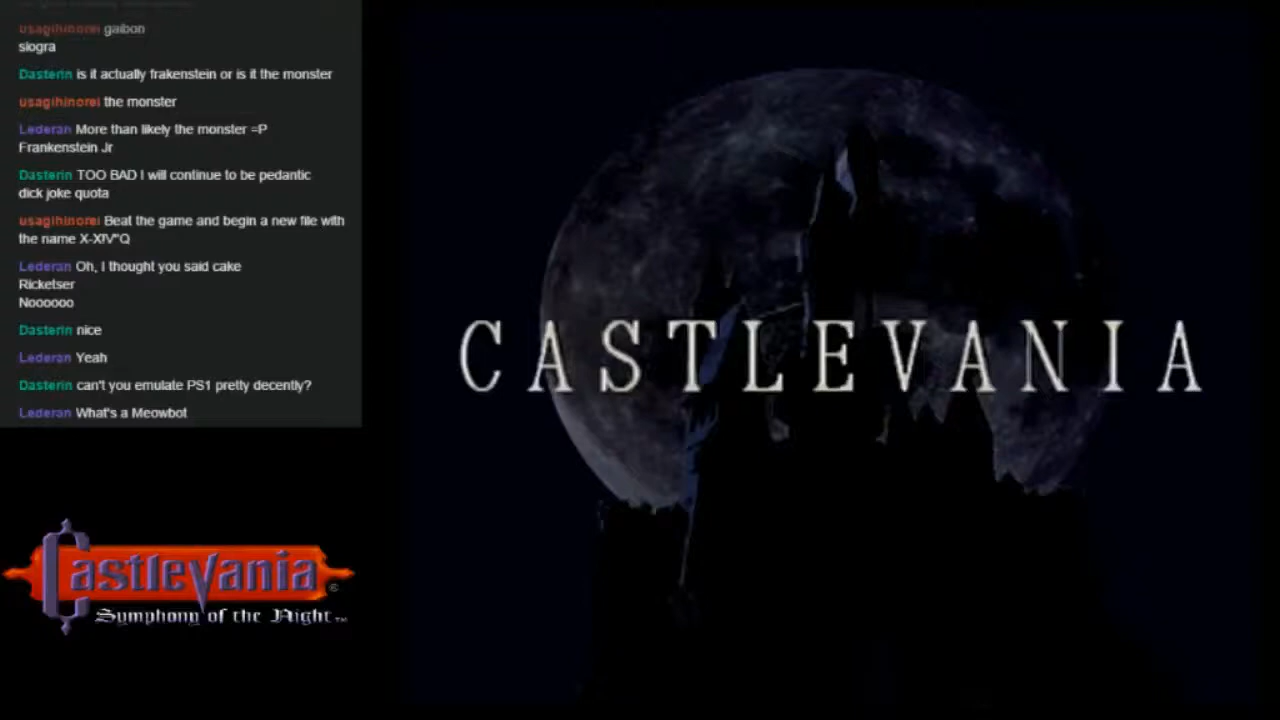 usagihinorei gaibon
slogra
Dasterin is it actually frakenstein or is it the monster
usagihinorei the monster
Lederan More than likely the monster =P
Frankenstein Jr
Dasterin TOO BAD I will continue to be pedantic
dick joke quota
usagihinorei Beat the game and begin a new file with
the name X-XIV"Q
Lederan Oh, I thought you said cake
Ricketser
Noooooo
Dasterin nice
Lederan Yeah
Dasterin can't you emulate PS1 pretty decently?
Lederan What's a Meowbot
CASTLEVANIA
Castlevania®
Symphony of the Night™